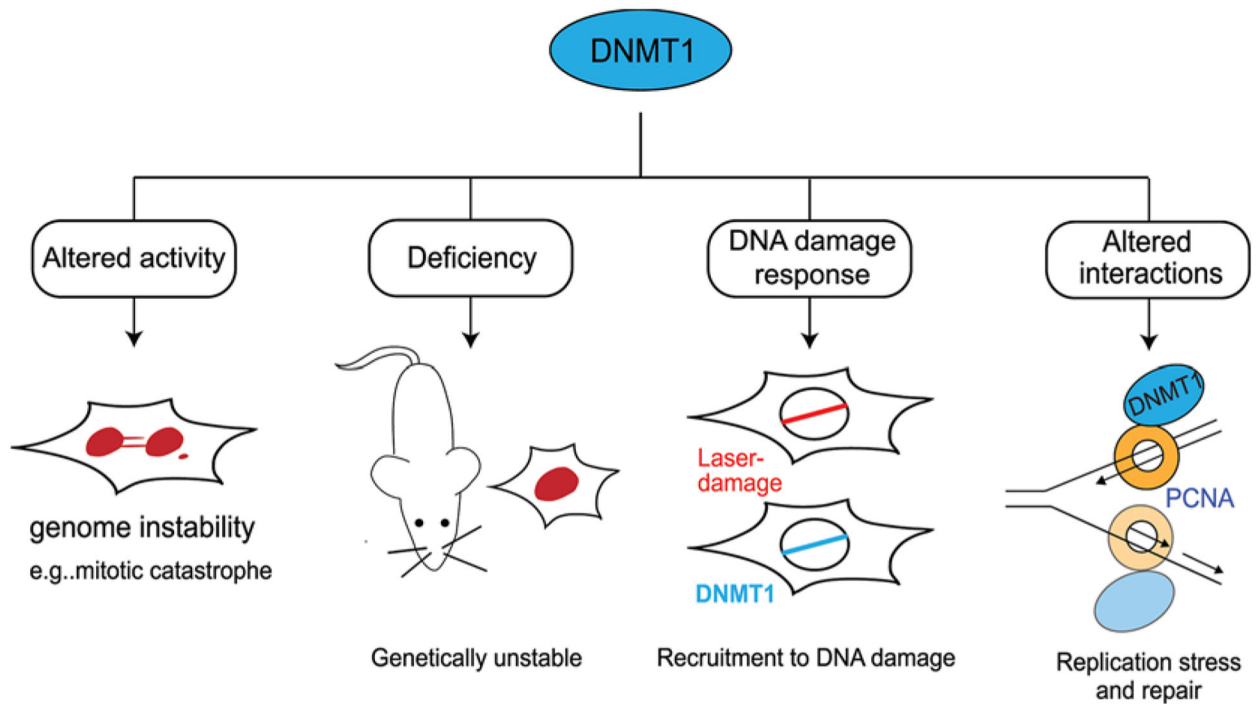 DNMT1
Altered activity
Deficiency
DNA damage
response
Altered
interactions
genome instability
e.g..mitotic catastrophe
Genetically unstable
Laser-
damage
DNMT1
Recruitment to DNA damage
DNMT1
PCNA
Replication stress
and repair